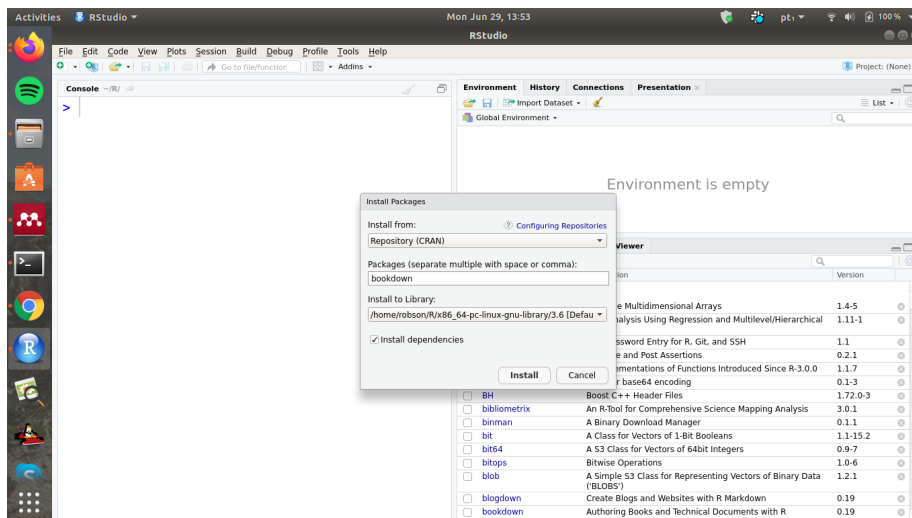 Activities
RStudio
Mon Jun 29, 13:53
pt₁
100 %
RStudio
File Edit Code View Plots Session Build Debug Profile Tools Help
Go to file/function
Addins
Project: (None)
Console ~/R/
>
Environment History Connections Presentation
Import Dataset
List
Global Environment
Environment is empty
Install Packages
Install from:
Configuring Repositories
Repository (CRAN)
Packages (separate multiple with space or comma):
bookdown
Install to Library:
/home/robson/R/x86_64-pc-linux-gnu-library/3.6 [Defau
Install dependencies
Install Cancel
Viewer
ion Version
e Multidimensional Arrays 1.4-5
alysis Using Regression and Multilevel/Hierarchical 1.11-1
ssword Entry for R, Git, and SSH 1.1
e and Post Assertions 0.2.1
ementations of Functions Introduced Since R-3.0.0 1.1.7
r base64 encoding 0.1-3
BH Boost C++ Header Files 1.72.0-3
bibliometrix An R-Tool for Comprehensive Science Mapping Analysis 3.0.1
binman A Binary Download Manager 0.1.1
bit A Class for Vectors of 1-Bit Booleans 1.1-15.2
bit64 A S3 Class for Vectors of 64bit Integers 0.9-7
bitops Bitwise Operations 1.0-6
blob A Simple S3 Class for Representing Vectors of Binary Data 1.2.1
('BLOBS')
blogdown Create Blogs and Websites with R Markdown 0.19
bookdown Authoring Books and Technical Documents with R 0.19